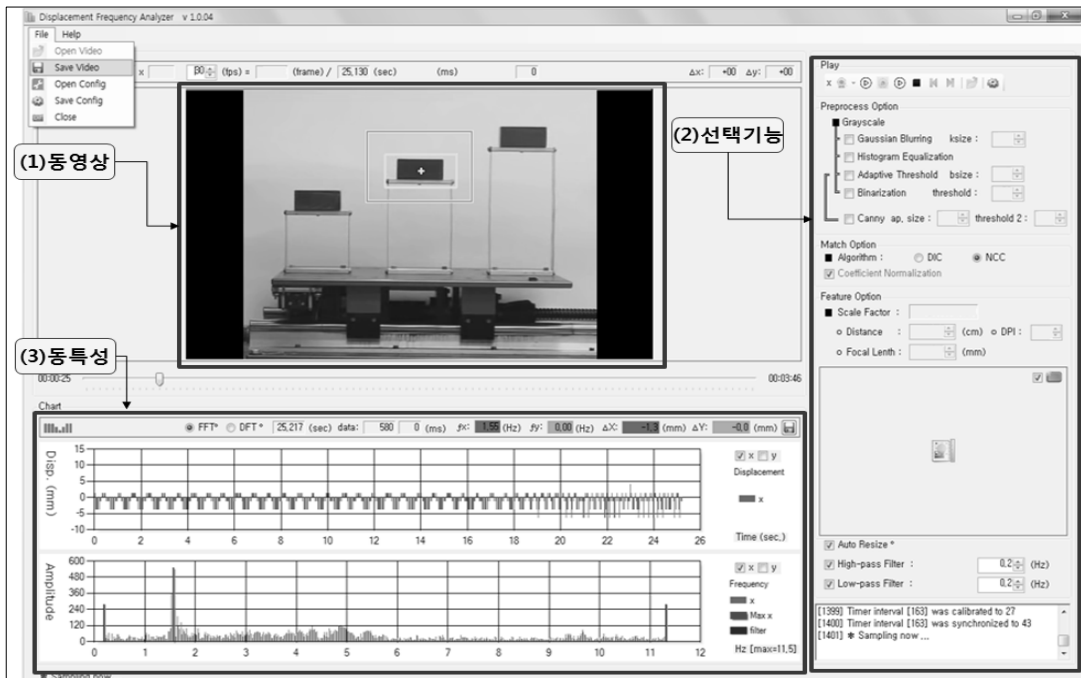 Displacement Frequency Analyzer v 1.0.04
File Help
Open Video
Save Video
Open Config
Save Config
Close
x (fps) = (frame) / 25,130 (sec) (ms) 0 Δx: +00 Δy: +00
(1)동영상
(2)선택기능
(3)동특성
Play
Preprocess Option
Grayscale
Gaussian Blurring ksize :
Histogram Equalization
Adaptive Threshold bsize :
Binarization threshold :
Canny ap, size : threshold 2 :
Match Option
Algorithm : DIC NCC
Coefficient Normalization
Feature Option
Scale Factor :
Distance : (cm) DPI :
Focal Lenth : (mm)
00:00:25 00:03:46
Chart
FFT* DFT * 25,217 (sec) data: 580 0 (ms) fx: 1,55 (Hz) fy: 0,00 (Hz) ΔX: -1,3 (mm) ΔY: -0,0 (mm)
Disp. (mm)
15
10
5
0
-5
-10
0 2 4 6 8 10 12 14 16 18 20 22 24 26
x y
Displacement
x
Time (sec,)
Amplitude
600
480
360
240
120
0
0 1 2 3 4 5 6 7 8 9 10 11 12
x y
Frequency
x
Max x
filter
Hz [max=11,5]
Auto Resize *
High-pass Filter : 0,2 (Hz)
Low-pass Filter : 0,2 (Hz)
[1399] Timer interval [163] was calibrated to 27
[1400] Timer interval [163] was synchronized to 43
[1401] * Sampling now ...
* Sampling now